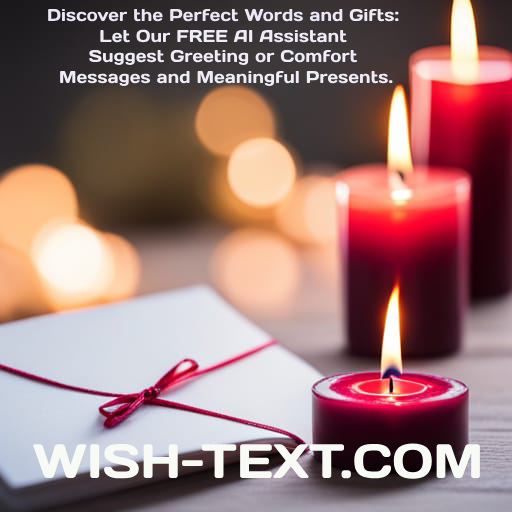 Discover the Perfect Words and Gifts:
Let Our FREE AI Assistant
Suggest Greeting or Comfort
Messages and Meaningful Presents.
WISH-TEXT.COM